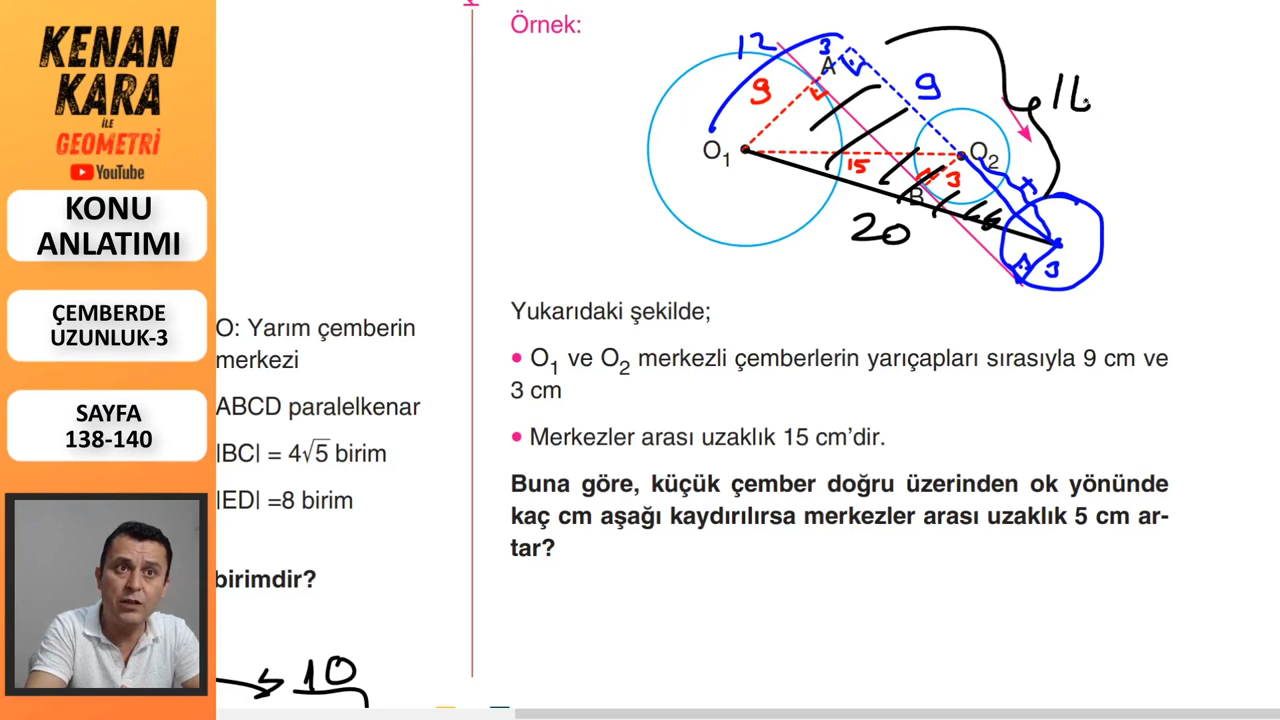 KENAN
KARA
İLE
GEOMETRİ
YouTube
KONU
ANLATIMI
ÇEMBERDE
UZUNLUK-3
SAYFA
138-140
O: Yarım çemberin
merkezi
ABCD paralelkenar
|BC| = 4√5 birim
|ED| =8 birim
birimdir?
10
Örnek:
12
3
A
9
9
16
O₁
15
O₂
3
B
x
20
3
Yukarıdaki şekilde;
• O₁ ve O₂ merkezli çemberlerin yarıçapları sırasıyla 9 cm ve
3 cm
• Merkezler arası uzaklık 15 cm’dir.
Buna göre, küçük çember doğru üzerinden ok yönünde
kaç cm aşağı kaydırılırsa merkezler arası uzaklık 5 cm ar-
tar?